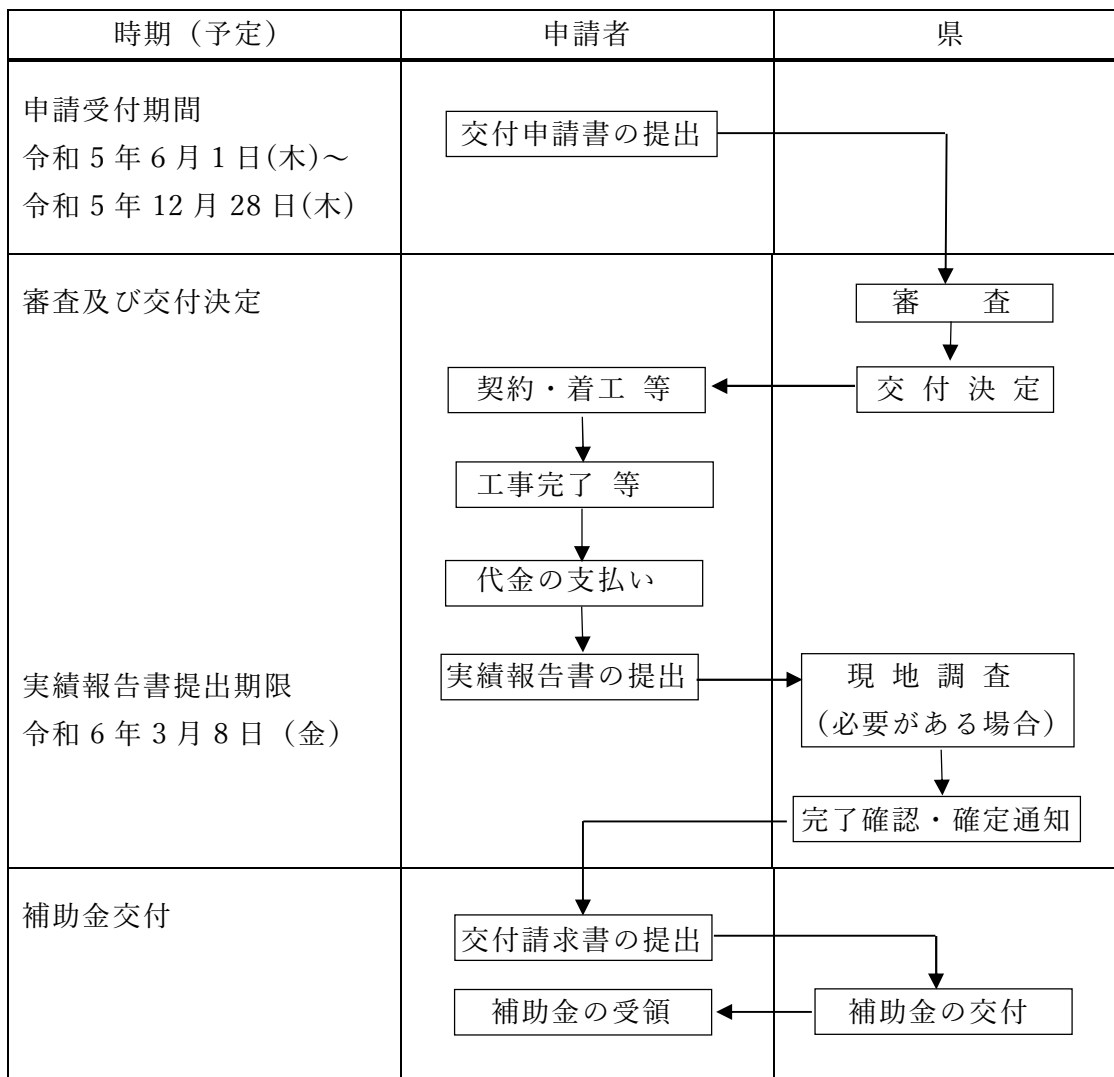 時期（予定）
申請者
県
申請受付期間
令和 5 年 6 月 1 日(木)～
令和 5 年 12 月 28 日(木)
交付申請書の提出
審査及び交付決定
審　　査
交 付 決 定
契約・着工 等
工事完了 等
代金の支払い
実績報告書提出期限
令和 6 年 3 月 8 日（金）
実績報告書の提出
現 地 調 査
（必要がある場合）
完了確認・確定通知
補助金交付
交付請求書の提出
補助金の交付
補助金の受領